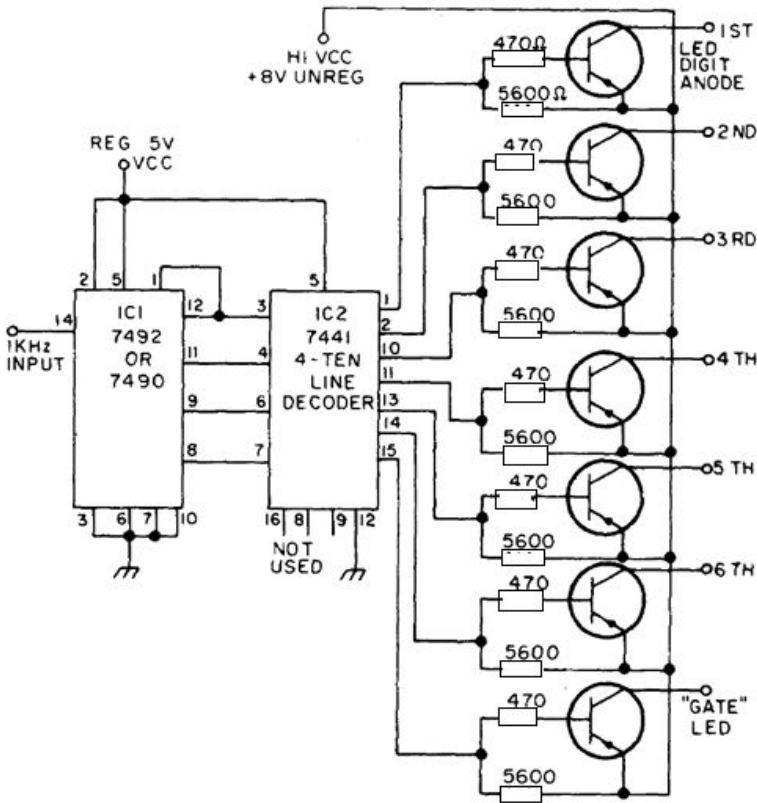 470Ω
1ST
HI VCC
+8V UNREG
LED
DIGIT
ANODE
5600Ω
REG 5V
VCC
470
2ND
5600
2
5
1
5
470
3RD
14
IC1
7492
OR
7490
12
3
IC2
7441
4-TEN
LINE
DECODER
1
2
10
5600
1KHz
INPUT
11
4
11
470
4TH
9
6
13
14
8
7
15
5600
3
6
7
10
16
8
9
12
NOT
USED
470
5TH
5600
470
6TH
5600
470
"GATE"
LED
5600